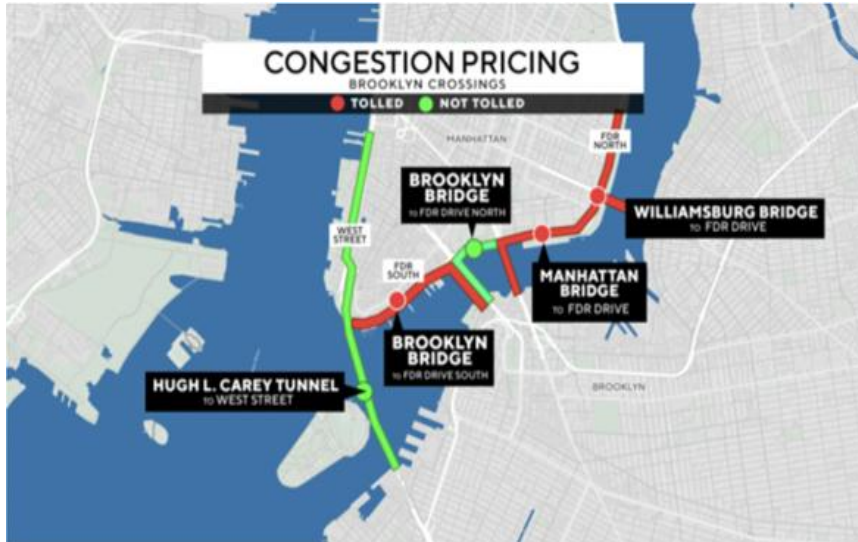 CONGESTION PRICING
BROOKLYN CROSSINGS
TOLLED NOT TOLLED
MANHATTAN
FDR
NORTH
BROOKLYN
BRIDGE
TO FDR DRIVE NORTH
WILLIAMSBURG BRIDGE
TO FDR DRIVE
WEST
STREET
FDR
SOUTH
MANHATTAN
BRIDGE
TO FDR DRIVE
BROOKLYN
BRIDGE
TO FDR DRIVE SOUTH
HUGH L. CAREY TUNNEL
TO WEST STREET
BROOKLYN